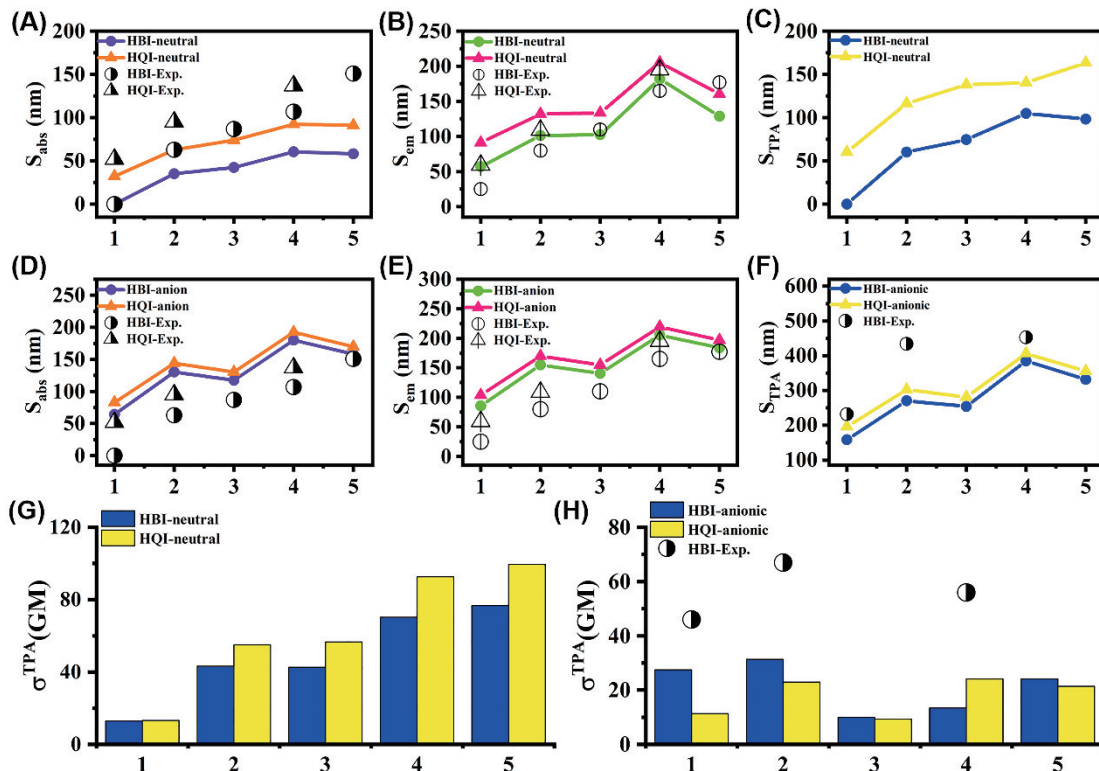 (A)
S_abs (nm)
200
150
100
50
0
HBI-neutral
HQI-neutral
HBI-Exp.
HQI-Exp.
1 2 3 4 5
(B)
S_em (nm)
250
200
150
100
50
0
HBI-neutral
HQI-neutral
HBI-Exp.
HQI-Exp.
1 2 3 4 5
(C)
S_TPA (nm)
200
150
100
50
0
HBI-neutral
HQI-neutral
1 2 3 4 5
(D)
S_abs (nm)
250
200
150
100
50
0
HBI-anion
HQI-anion
HBI-Exp.
HQI-Exp.
1 2 3 4 5
(E)
S_em (nm)
300
250
200
150
100
50
0
HBI-anion
HQI-anion
HBI-Exp.
HQI-Exp.
1 2 3 4 5
(F)
S_TPA (nm)
600
500
400
300
200
100
HBI-anionic
HQI-anionic
HBI-Exp.
1 2 3 4 5
(G)
σ^TPA(GM)
120
80
40
0
HBI-neutral
HQI-neutral
1 2 3 4 5
(H)
σ^TPA(GM)
80
60
40
20
0
HBI-anionic
HQI-anionic
HBI-Exp.
1 2 3 4 5